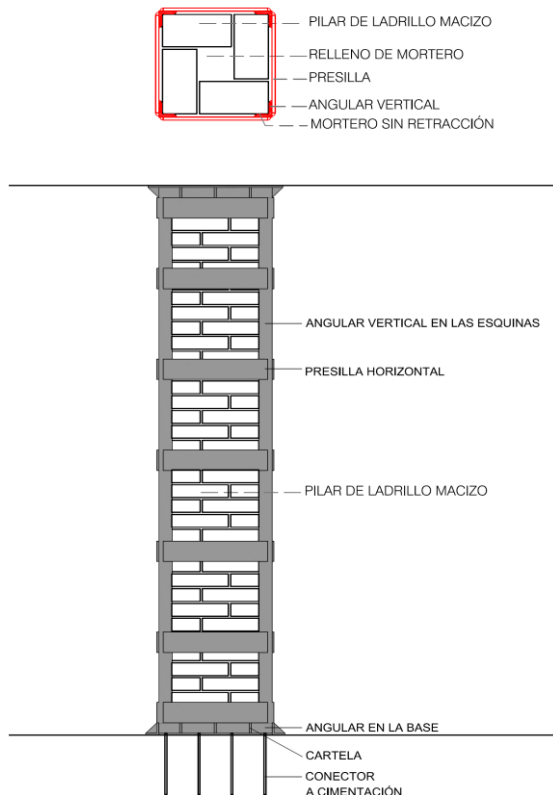 PILAR DE LADRILLO MACIZO
RELLENO DE MORTERO
PRESILLA
ANGULAR VERTICAL
MORTERO SIN RETRACCIÓN
ANGULAR VERTICAL EN LAS ESQUINAS
PRESILLA HORIZONTAL
PILAR DE LADRILLO MACIZO
ANGULAR EN LA BASE
CARTELA
CONECTOR
A CIMENTACIÓN